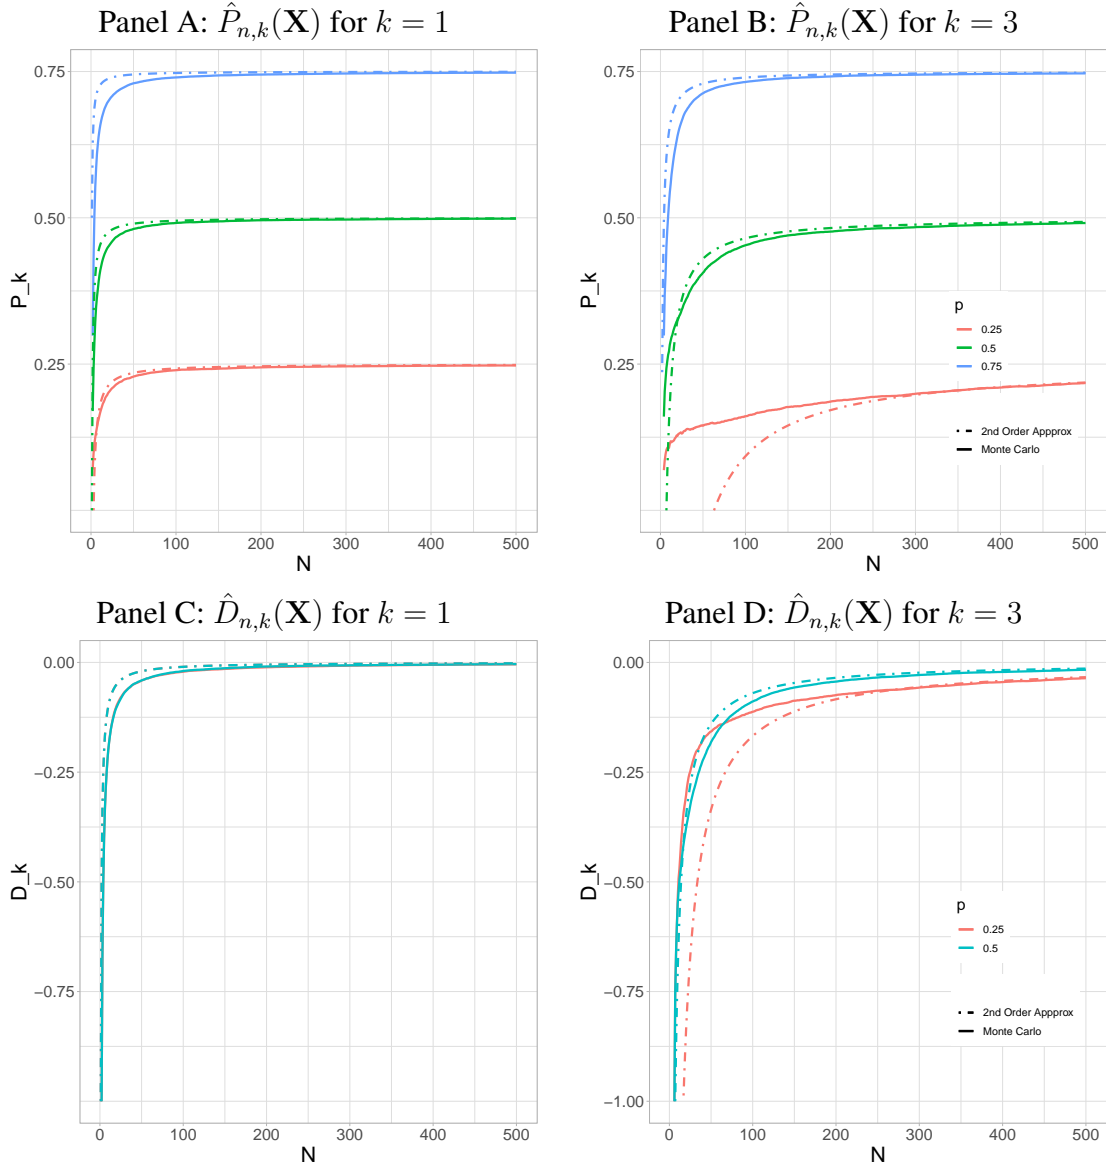 Panel A: P̂n,k(X) for k = 1
0.75
0.50
0.25
P_k
0 100 200 300 400 500
N
Panel B: P̂n,k(X) for k = 3
0.75
0.50
0.25
P_k
p
0.25
0.5
0.75
2nd Order Appprox
Monte Carlo
0 100 200 300 400 500
N
Panel C: D̂n,k(X) for k = 1
0.00
−0.25
−0.50
−0.75
D_k
0 100 200 300 400 500
N
Panel D: D̂n,k(X) for k = 3
0.00
−0.25
−0.50
−0.75
−1.00
D_k
p
0.25
0.5
2nd Order Appprox
Monte Carlo
0 100 200 300 400 500
N